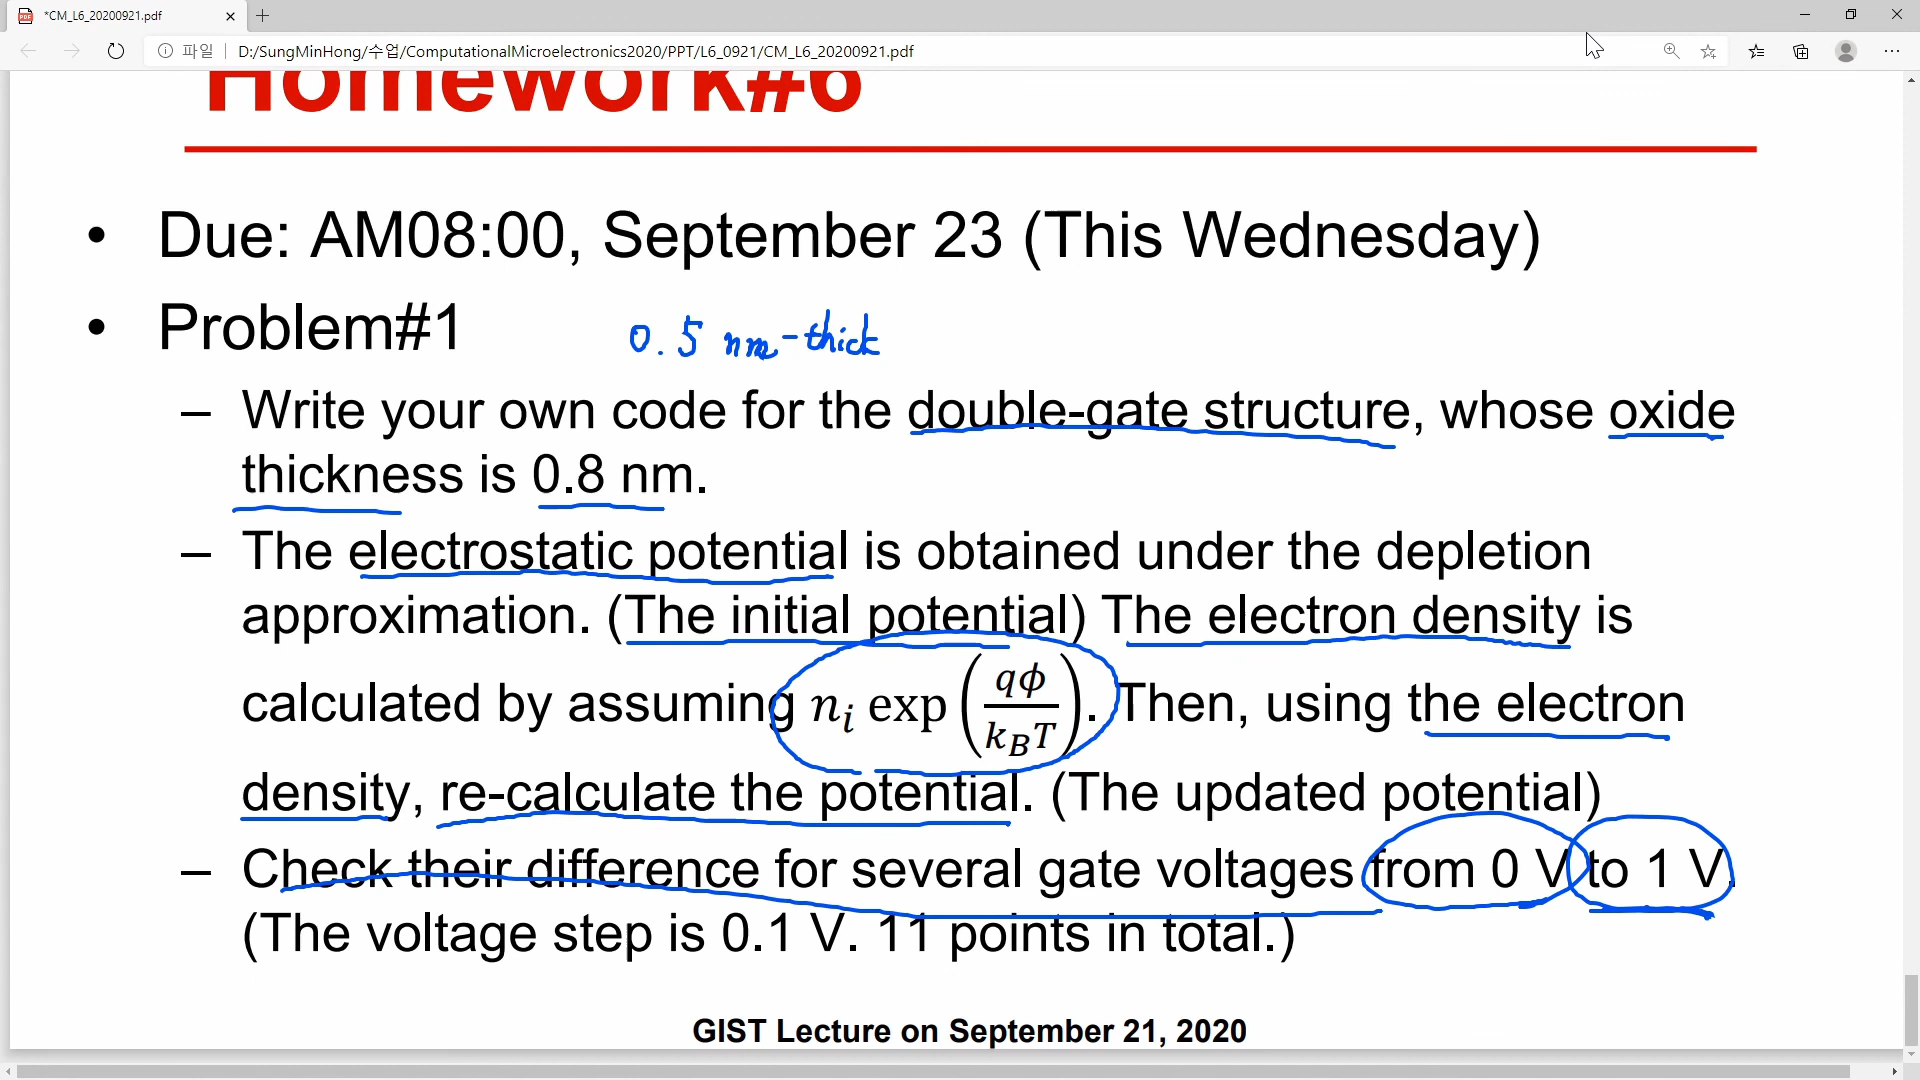 *CM_L6_20200921.pdf
파일 D:/SungMinHong/수업/ComputationalMicroelectronics2020/PPT/L6_0921/CM_L6_20200921.pdf
Homework#6
• Due: AM08:00, September 23 (This Wednesday)
• Problem#1
0.5 nm-thick
– Write your own code for the double-gate structure, whose oxide
thickness is 0.8 nm.
– The electrostatic potential is obtained under the depletion
approximation. (The initial potential) The electron density is
calculated by assuming n_i exp(qϕ/k_BT). Then, using the electron
density, re-calculate the potential. (The updated potential)
– Check their difference for several gate voltages from 0 V to 1 V.
(The voltage step is 0.1 V. 11 points in total.)
GIST Lecture on September 21, 2020